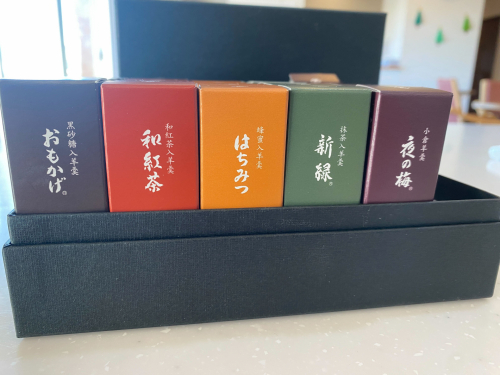 黒砂糖入羊羹
おもかげ®
和紅茶入羊羹
和紅茶
蜂蜜入羊羹
はちみつ
抹茶入羊羹
新緑®
小倉羊羹
夜の梅®